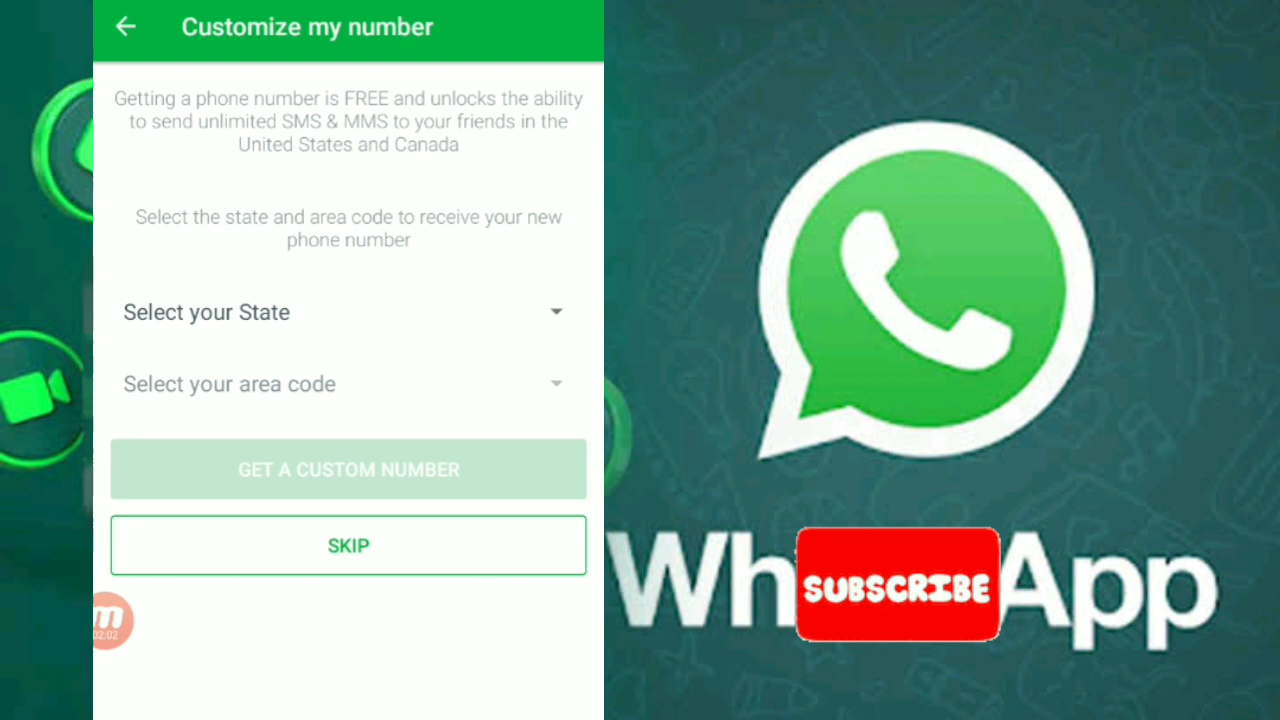 Customize my number
Getting a phone number is FREE and unlocks the ability
to send unlimited SMS & MMS to your friends in the
United States and Canada
Select the state and area code to receive your new
phone number
Select your State
Select your area code
GET A CUSTOM NUMBER
SKIP
m
02:02
Wh
SUBSCRIBE
App